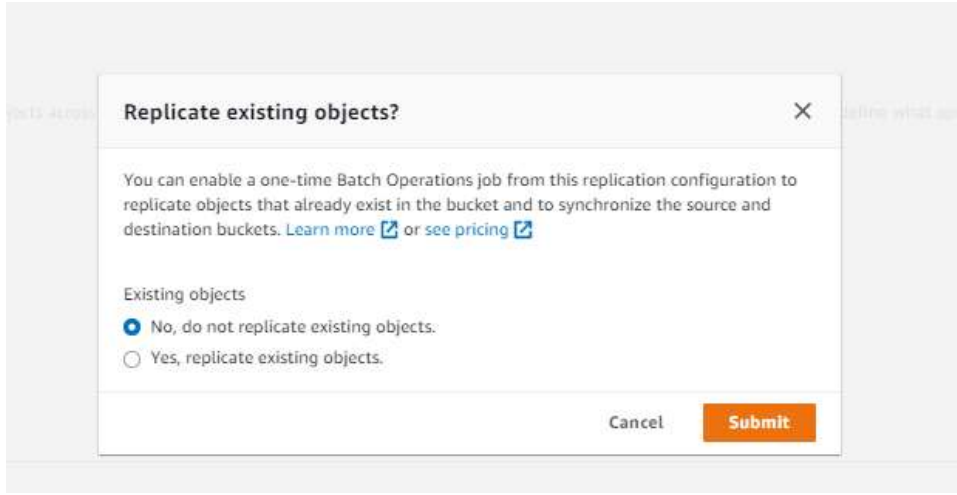 Replicate existing objects?
You can enable a one-time Batch Operations job from this replication configuration to
replicate objects that already exist in the bucket and to synchronize the source and
destination buckets. Learn more or see pricing
Existing objects
No, do not replicate existing objects.
Yes, replicate existing objects.
Cancel Submit